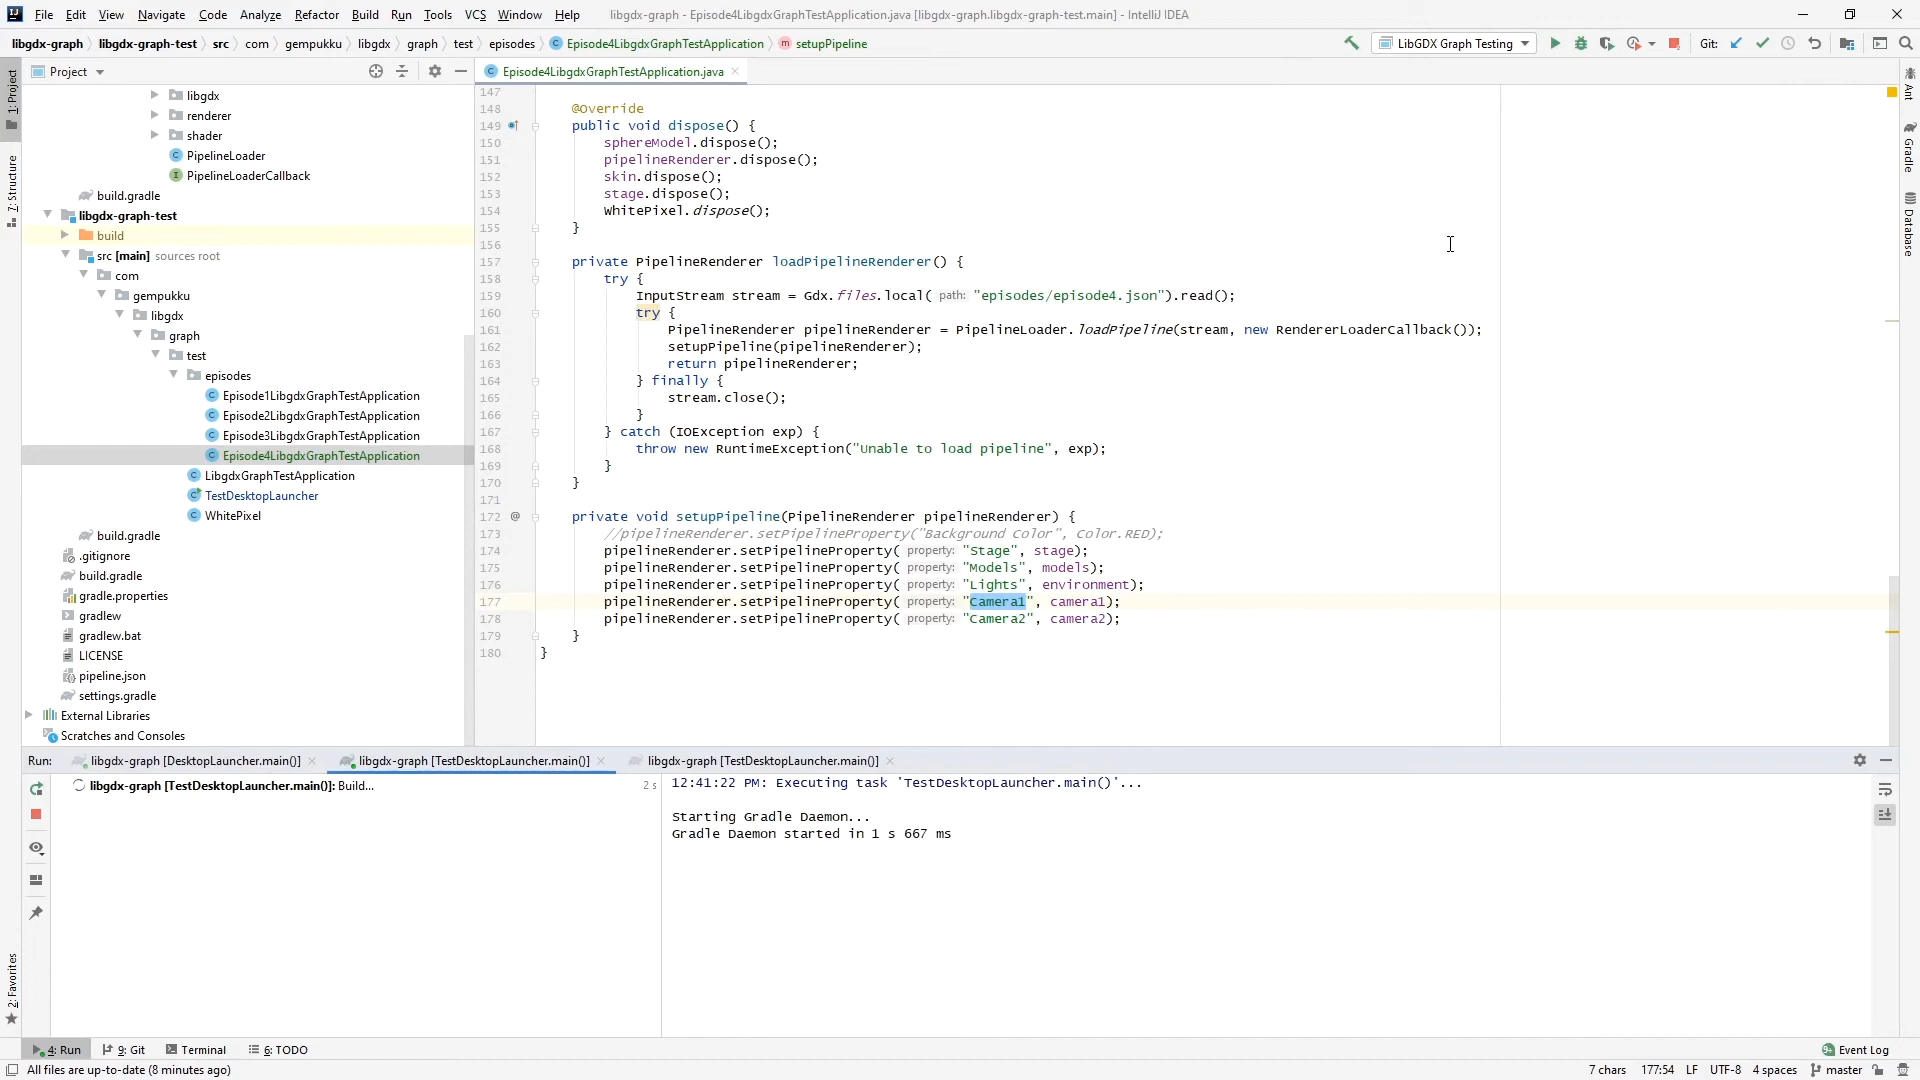 File Edit View Navigate Code Analyze Refactor Build Run Tools VCS Window Help libgdx-graph - Episode4LibgdxGraphTestApplication.java [libgdx-graph.libgdx-graph-test.main] - IntelliJ IDEA
libgdx-graph libgdx-graph-test src com gempukku libgdx graph test episodes Episode4LibgdxGraphTestApplication setupPipeline LibGDX Graph Testing Git:
Project Episode4LibgdxGraphTestApplication.java
1: Project
7: Structure
2: Favorites
libgdx
renderer
shader
PipelineLoader
PipelineLoaderCallback
build.gradle
libgdx-graph-test
build
src [main] sources root
com
gempukku
libgdx
graph
test
episodes
Episode1LibgdxGraphTestApplication
Episode2LibgdxGraphTestApplication
Episode3LibgdxGraphTestApplication
Episode4LibgdxGraphTestApplication
LibgdxGraphTestApplication
TestDesktopLauncher
WhitePixel
build.gradle
.gitignore
build.gradle
gradle.properties
gradlew
gradlew.bat
LICENSE
pipeline.json
settings.gradle
External Libraries
Scratches and Consoles
147
148 @Override
149 public void dispose() {
150 sphereModel.dispose();
151 pipelineRenderer.dispose();
152 skin.dispose();
153 stage.dispose();
154 WhitePixel.dispose();
155 }
156
157 private PipelineRenderer loadPipelineRenderer() {
158 try {
159 InputStream stream = Gdx.files.local( path: "episodes/episode4.json").read();
160 try {
161 PipelineRenderer pipelineRenderer = PipelineLoader.loadPipeline(stream, new RendererLoaderCallback());
162 setupPipeline(pipelineRenderer);
163 return pipelineRenderer;
164 } finally {
165 stream.close();
166 }
167 } catch (IOException exp) {
168 throw new RuntimeException("Unable to load pipeline", exp);
169 }
170 }
171
172 @ private void setupPipeline(PipelineRenderer pipelineRenderer) {
173 //pipelineRenderer.setPipelineProperty("Background Color", Color.RED);
174 pipelineRenderer.setPipelineProperty( property: "Stage", stage);
175 pipelineRenderer.setPipelineProperty( property: "Models", models);
176 pipelineRenderer.setPipelineProperty( property: "Lights", environment);
177 pipelineRenderer.setPipelineProperty( property: "Camera1", camera1);
178 pipelineRenderer.setPipelineProperty( property: "Camera2", camera2);
179 }
180 }
Ant
Gradle
Database
Run: libgdx-graph [DesktopLauncher.main()] libgdx-graph [TestDesktopLauncher.main()] libgdx-graph [TestDesktopLauncher.main()]
libgdx-graph [TestDesktopLauncher.main()]: Build... 2 s
12:41:22 PM: Executing task 'TestDesktopLauncher.main()'...
Starting Gradle Daemon...
Gradle Daemon started in 1 s 667 ms
4: Run 9: Git Terminal 6: TODO Event Log
All files are up-to-date (8 minutes ago) 7 chars 177:54 LF UTF-8 4 spaces master